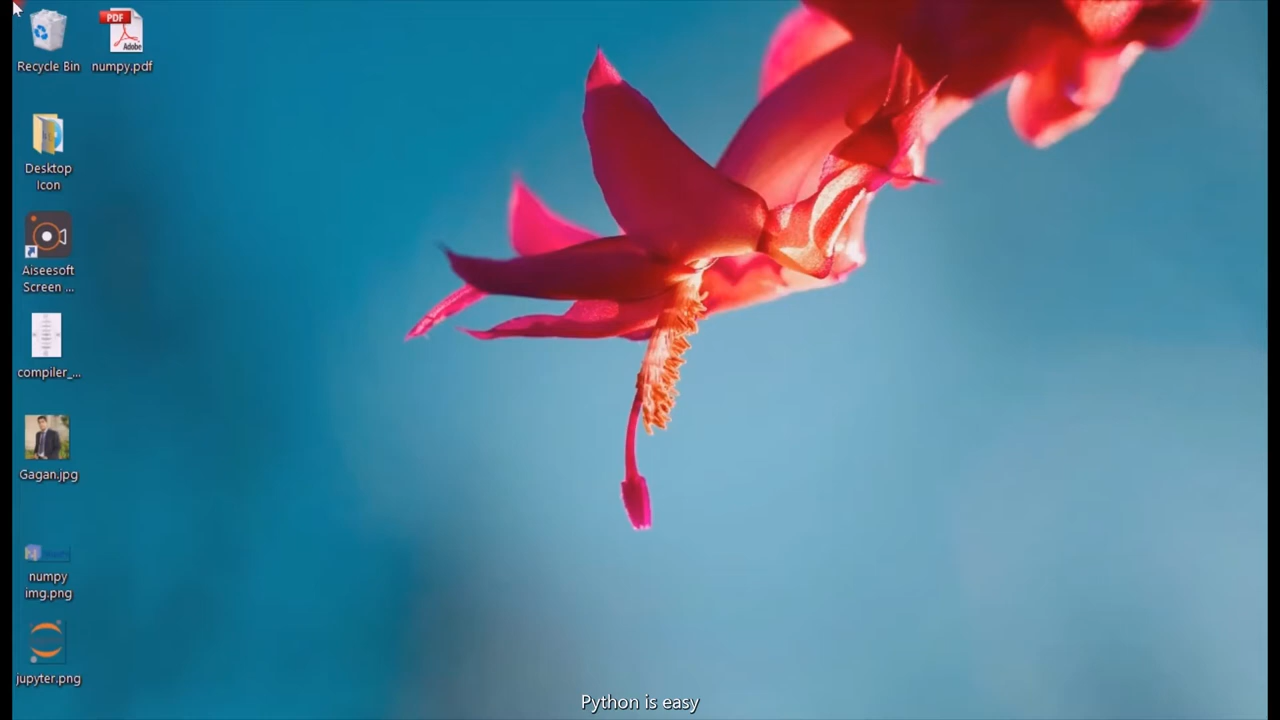 Recycle Bin
numpy.pdf
PDF
Adobe
Desktop
Icon
Aiseesoft
Screen ...
compiler_...
Gagan.jpg
numpy
img.png
jupyter.png
Python is easy